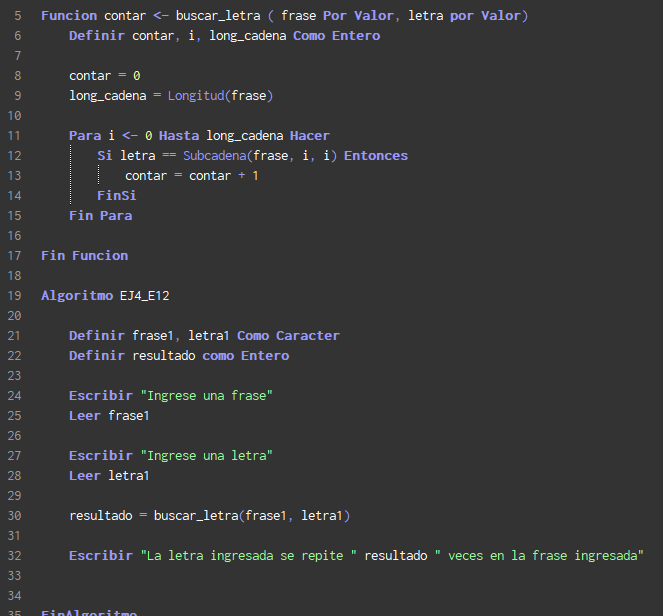 5 Funcion contar <- buscar_letra ( frase Por Valor, letra por Valor)
6 Definir contar, i, long_cadena Como Entero
7
8 contar = 0
9 long_cadena = Longitud(frase)
10
11 Para i <- 0 Hasta long_cadena Hacer
12 Si letra == Subcadena(frase, i, i) Entonces
13 contar = contar + 1
14 FinSi
15 Fin Para
16
17 Fin Funcion
18
19 Algoritmo EJ4_E12
20
21 Definir frase1, letra1 Como Caracter
22 Definir resultado como Entero
23
24 Escribir "Ingrese una frase"
25 Leer frase1
26
27 Escribir "Ingrese una letra"
28 Leer letra1
29
30 resultado = buscar_letra(frase1, letra1)
31
32 Escribir "La letra ingresada se repite " resultado " veces en la frase ingresada"
33
34
35 FinAlgoritmo